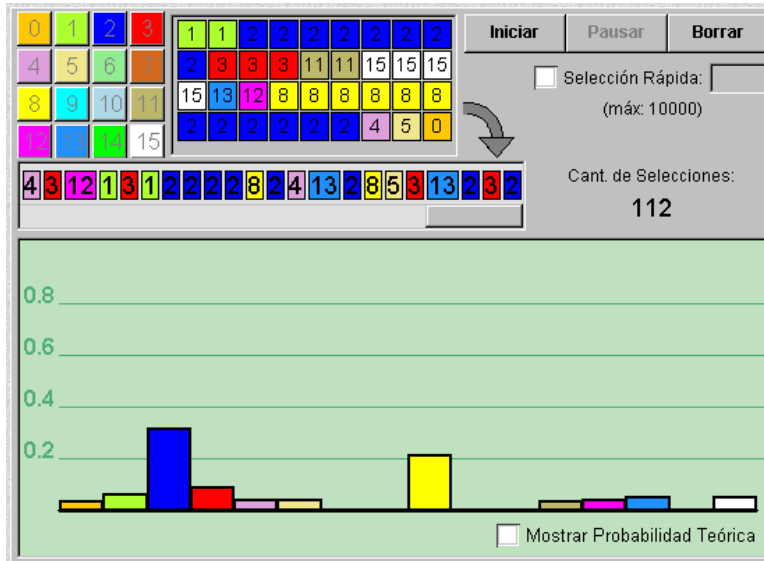 0 1 2 3
4 5 6 7
8 9 10 11
12 13 14 15
1 1 2 2 2 2 2 2 2
2 3 3 3 11 11 15 15 15
15 13 12 8 8 8 8 8 8
2 2 2 2 2 2 4 5 0
Iniciar Pausar Borrar
Selección Rápida:
(máx: 10000)
4 3 12 1 3 1 2 2 2 2 8 2 4 13 2 8 5 3 13 2 3 2
Cant. de Selecciones:
112
0.8
0.6
0.4
0.2
Mostrar Probabilidad Teórica